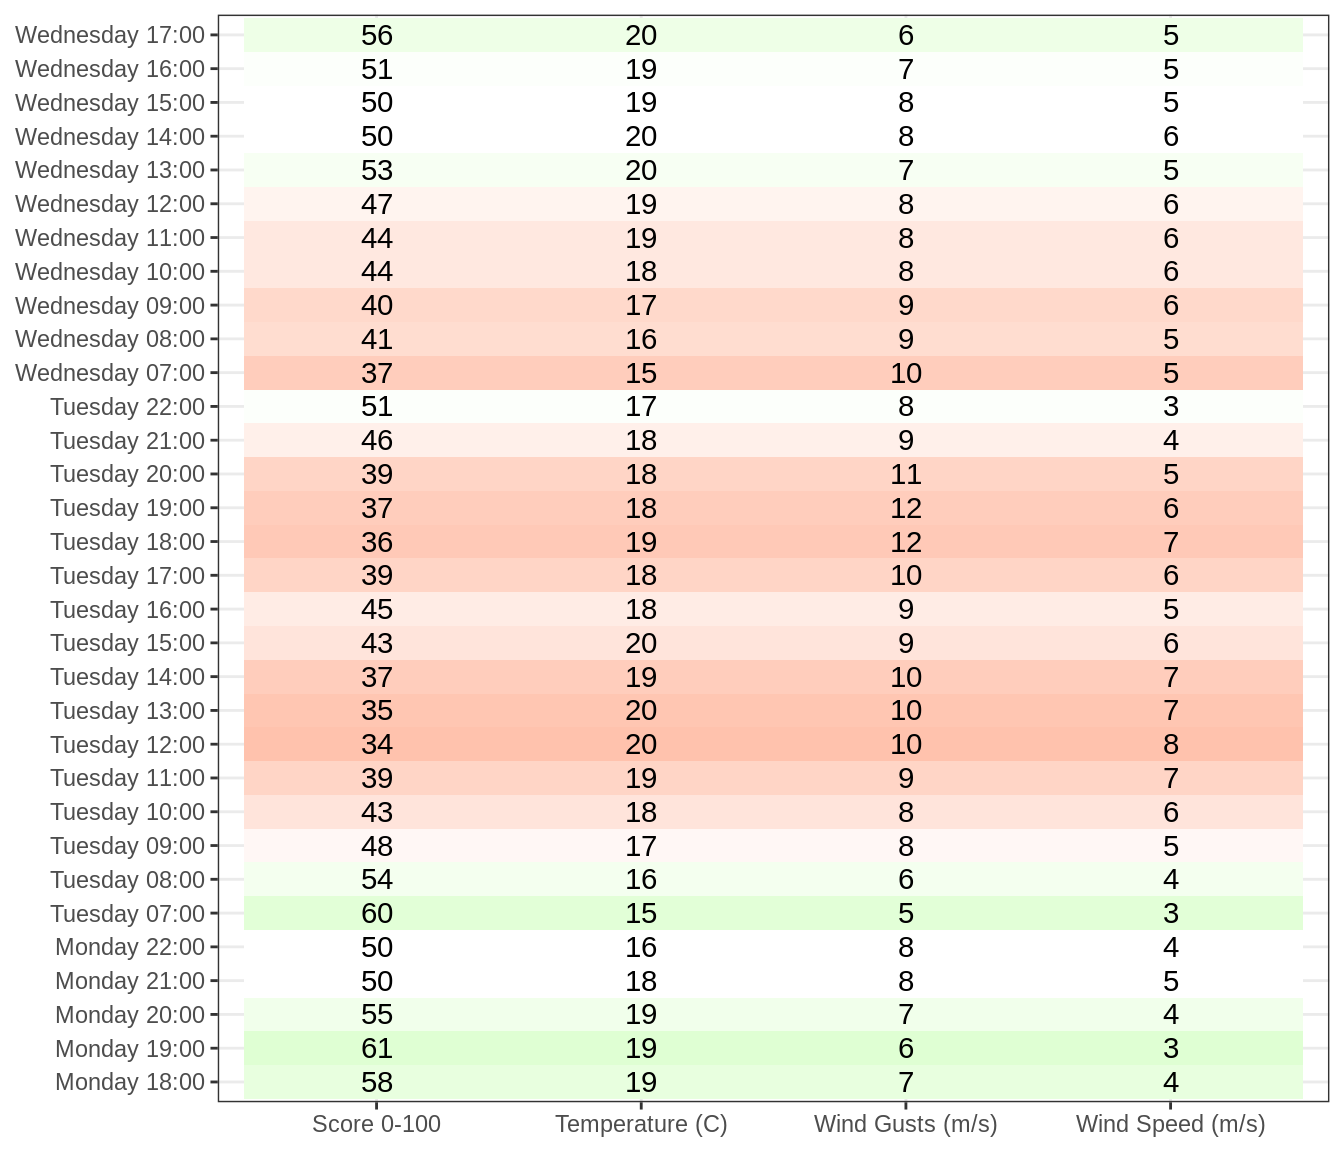 Wednesday 17:00 56 20 6 5
Wednesday 16:00 51 19 7 5
Wednesday 15:00 50 19 8 5
Wednesday 14:00 50 20 8 6
Wednesday 13:00 53 20 7 5
Wednesday 12:00 47 19 8 6
Wednesday 11:00 44 19 8 6
Wednesday 10:00 44 18 8 6
Wednesday 09:00 40 17 9 6
Wednesday 08:00 41 16 9 5
Wednesday 07:00 37 15 10 5
Tuesday 22:00 51 17 8 3
Tuesday 21:00 46 18 9 4
Tuesday 20:00 39 18 11 5
Tuesday 19:00 37 18 12 6
Tuesday 18:00 36 19 12 7
Tuesday 17:00 39 18 10 6
Tuesday 16:00 45 18 9 5
Tuesday 15:00 43 20 9 6
Tuesday 14:00 37 19 10 7
Tuesday 13:00 35 20 10 7
Tuesday 12:00 34 20 10 8
Tuesday 11:00 39 19 9 7
Tuesday 10:00 43 18 8 6
Tuesday 09:00 48 17 8 5
Tuesday 08:00 54 16 6 4
Tuesday 07:00 60 15 5 3
Monday 22:00 50 16 8 4
Monday 21:00 50 18 8 5
Monday 20:00 55 19 7 4
Monday 19:00 61 19 6 3
Monday 18:00 58 19 7 4
Score 0-100 Temperature (C) Wind Gusts (m/s) Wind Speed (m/s)